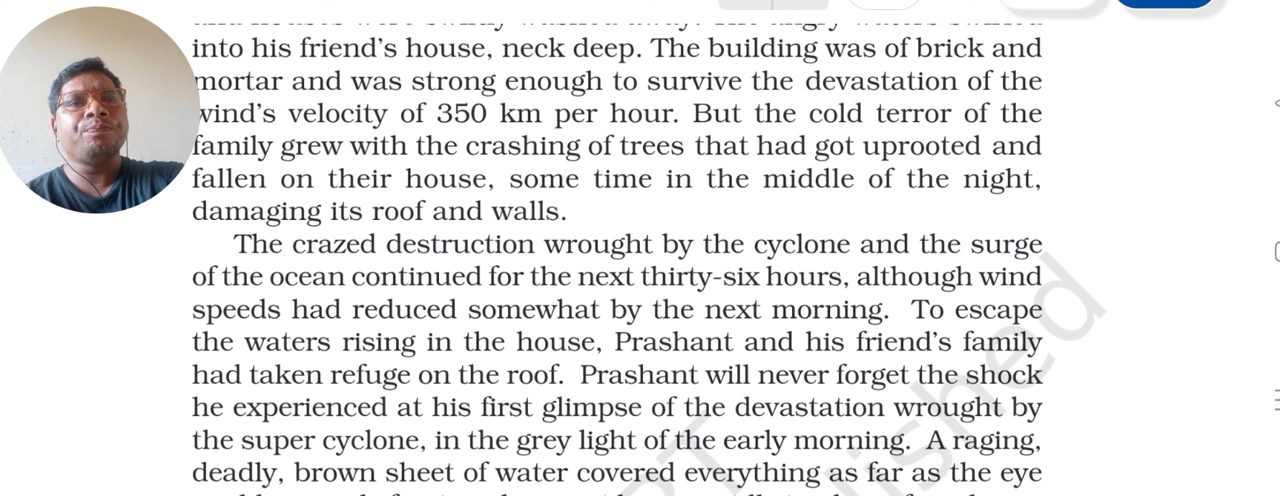 into his friend's house, neck deep. The building was of brick and
mortar and was strong enough to survive the devastation of the
wind's velocity of 350 km per hour. But the cold terror of the
family grew with the crashing of trees that had got uprooted and
fallen on their house, some time in the middle of the night,
damaging its roof and walls.
The crazed destruction wrought by the cyclone and the surge
of the ocean continued for the next thirty-six hours, although wind
speeds had reduced somewhat by the next morning. To escape
the waters rising in the house, Prashant and his friend's family
had taken refuge on the roof. Prashant will never forget the shock
he experienced at his first glimpse of the devastation wrought by
the super cyclone, in the grey light of the early morning. A raging,
deadly, brown sheet of water covered everything as far as the eye